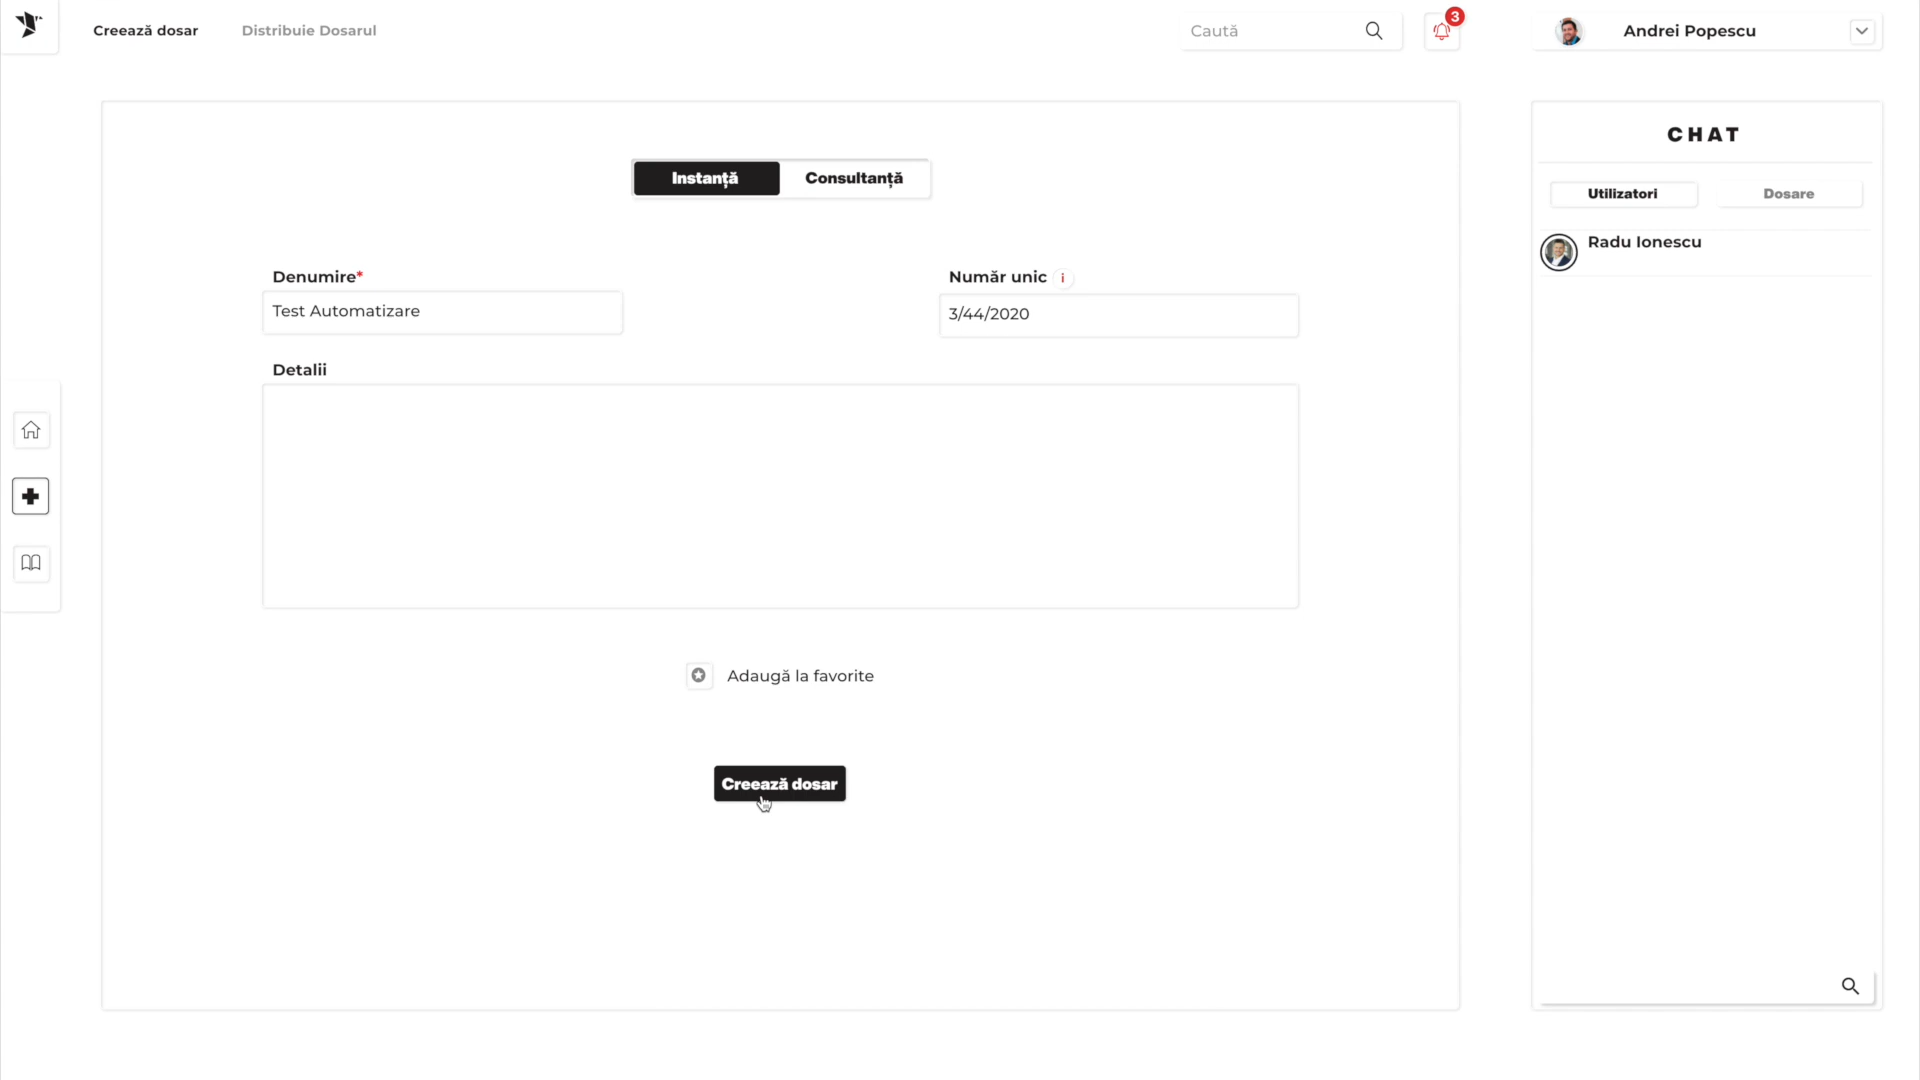 Creează dosar
Distribuie Dosarul
Caută
3
Andrei Popescu
Instanță
Consultanță
Denumire*
Test Automatizare
Număr unic i
3/44/2020
Detalii
Adaugă la favorite
Creează dosar
CHAT
Utilizatori
Dosare
Radu Ionescu